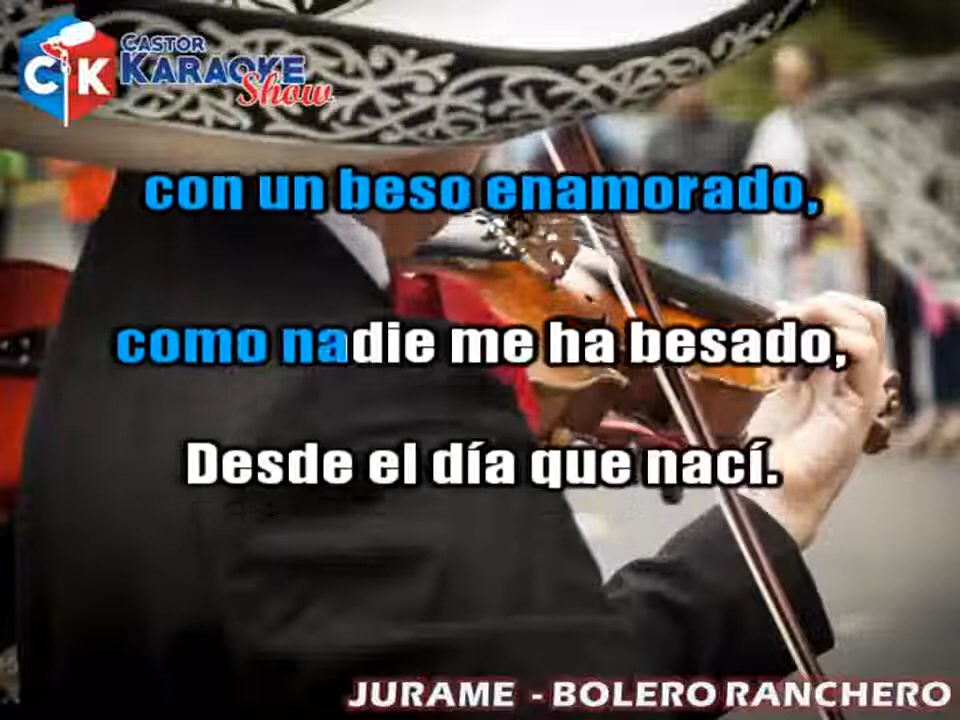 CK CASTOR
KARAOKE
Show
con un beso enamorado,
como nadie me ha besado,
Desde el día que nací.
JURAME - BOLERO RANCHERO